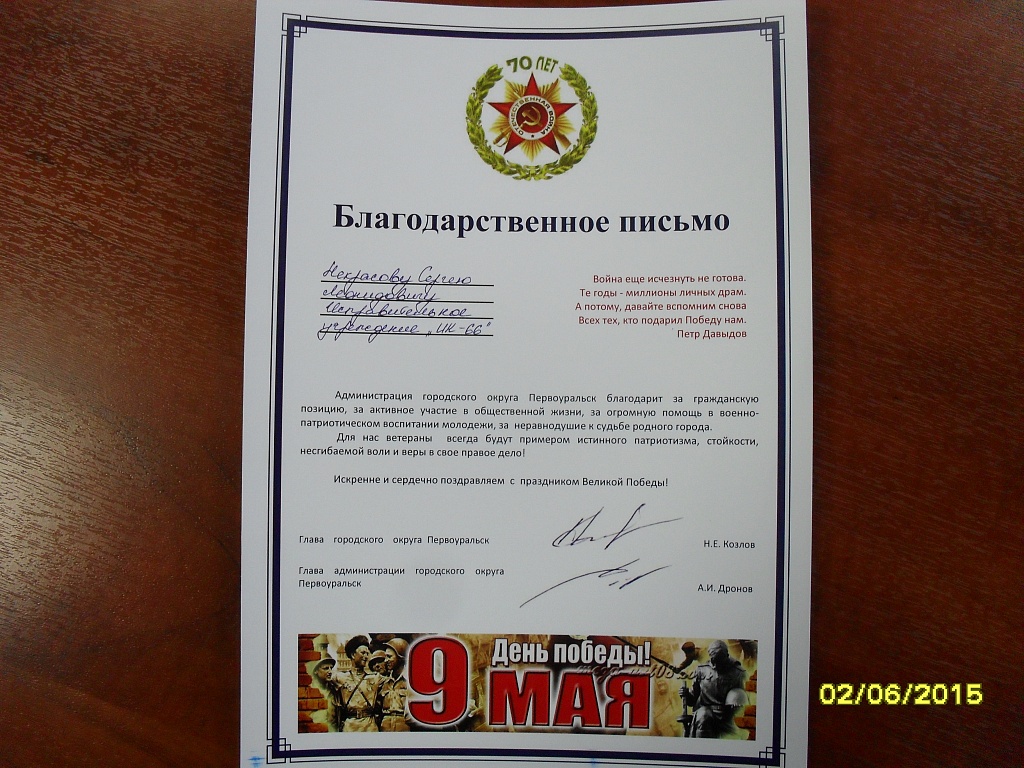 70 ЛЕТ
ОТЕЧЕСТВЕННАЯ ВОЙНА
Благодарственное письмо
Некрасову Сергею
Леонидовичу
Исправительное
учреждение „ИК-66"
Война еще исчезнуть не готова.
Те годы - миллионы личных драм.
А потому, давайте вспомним снова
Всех тех, кто подарил Победу нам.
Петр Давыдов
Администрация городского округа Первоуральск благодарит за гражданскую
позицию, за активное участие в общественной жизни, за огромную помощь в военно-
патриотическом воспитании молодежи, за неравнодушие к судьбе родного города.
Для нас ветераны всегда будут примером истинного патриотизма, стойкости,
несгибаемой воли и веры в свое правое дело!
Искренне и сердечно поздравляем с праздником Великой Победы!
Глава городского округа Первоуральск
Н.Е. Козлов
Глава администрации городского округа
Первоуральск
А.И. Дронов
День победы!
9 МАЯ
02/06/2015